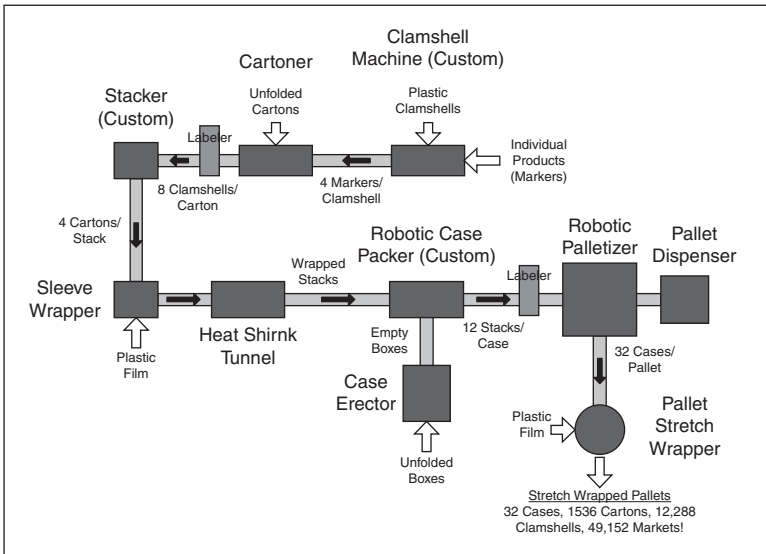 Clamshell
Machine (Custom)
Cartoner
Stacker
(Custom)
Unfolded
Cartons
Plastic
Clamshells
Labeler
Individual
Products
(Markers)
8 Clamshells/
Carton
4 Markers/
Clamshell
4 Cartons/
Stack
Robotic Case
Packer (Custom)
Robotic
Palletizer
Pallet
Dispenser
Wrapped
Stacks
Labeler
Sleeve
Wrapper
Heat Shirnk
Tunnel
Plastic
Film
Empty
Boxes
12 Stacks/
Case
32 Cases/
Pallet
Case
Erector
Unfolded
Boxes
Plastic
Film
Pallet
Stretch
Wrapper
Stretch Wrapped Pallets
32 Cases, 1536 Cartons, 12,288
Clamshells, 49,152 Markets!